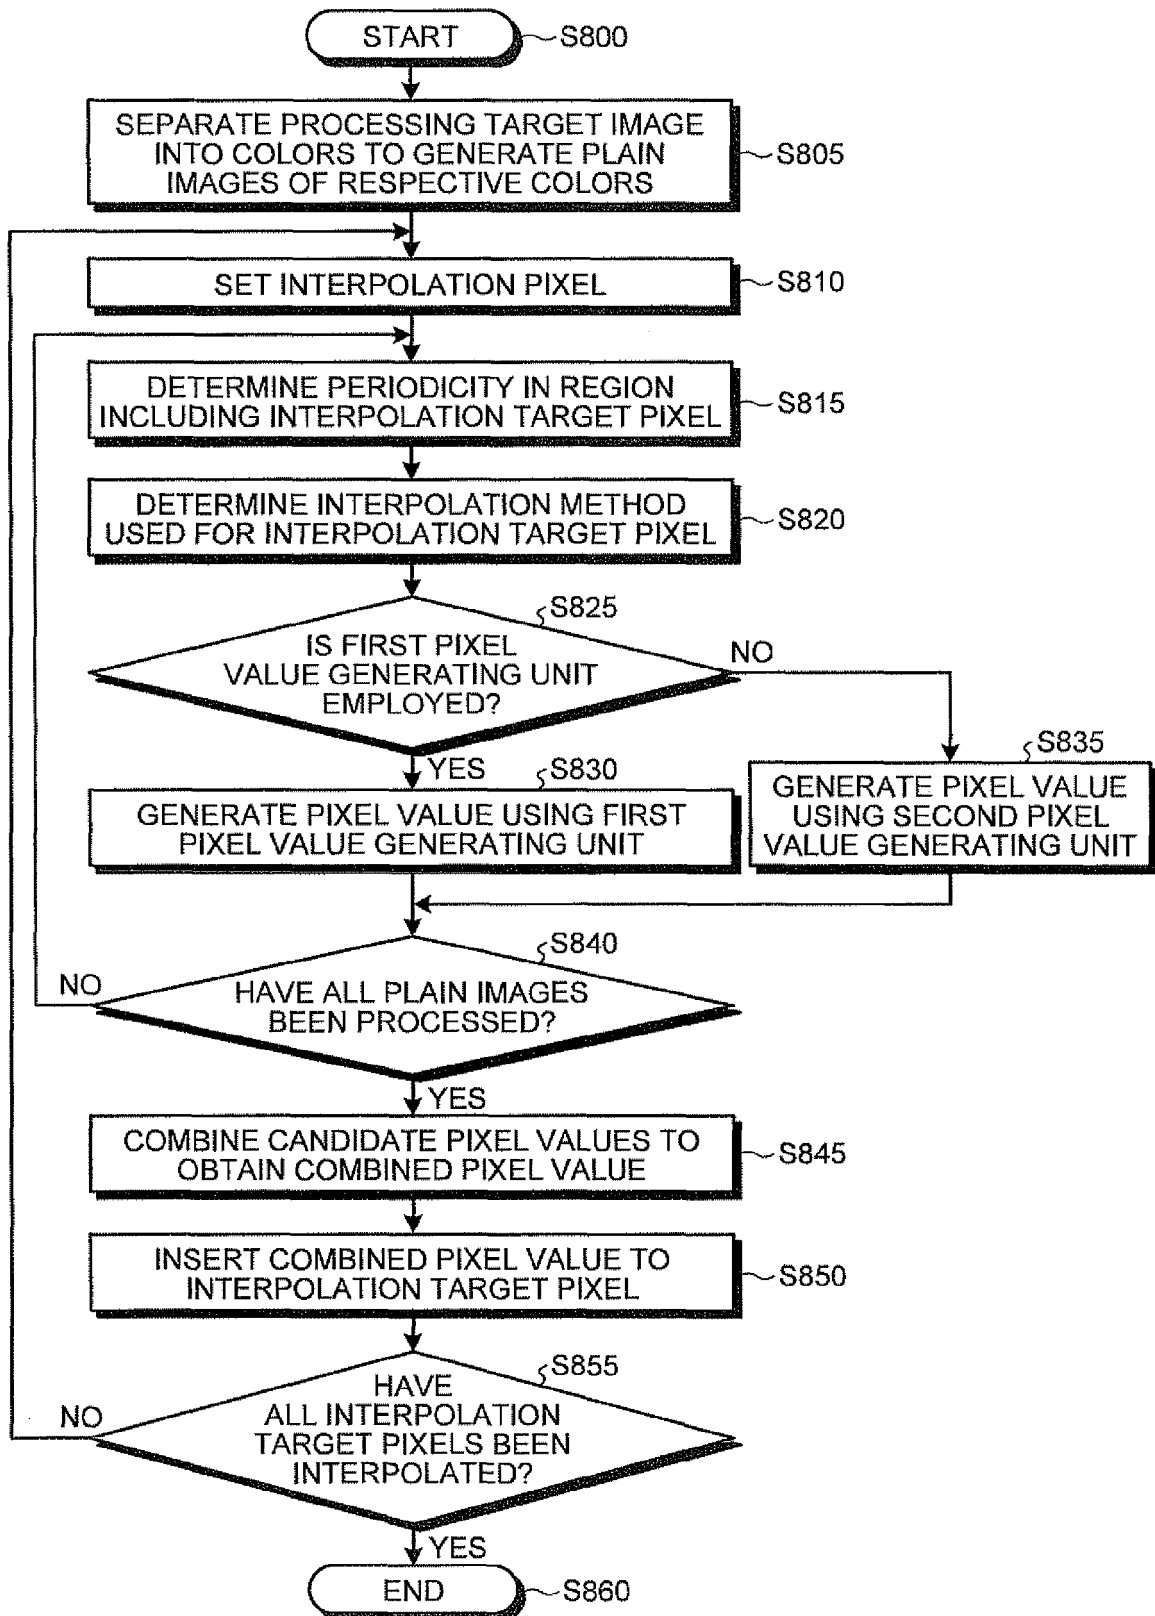 START
S800
SEPARATE PROCESSING TARGET IMAGE
INTO COLORS TO GENERATE PLAIN
IMAGES OF RESPECTIVE COLORS
S805
SET INTERPOLATION PIXEL
S810
DETERMINE PERIODICITY IN REGION
INCLUDING INTERPOLATION TARGET PIXEL
S815
DETERMINE INTERPOLATION METHOD
USED FOR INTERPOLATION TARGET PIXEL
S820
S825
IS FIRST PIXEL
VALUE GENERATING UNIT
EMPLOYED?
NO
YES
S830
GENERATE PIXEL VALUE USING FIRST
PIXEL VALUE GENERATING UNIT
S835
GENERATE PIXEL VALUE
USING SECOND PIXEL
VALUE GENERATING UNIT
S840
HAVE ALL PLAIN IMAGES
BEEN PROCESSED?
NO
YES
COMBINE CANDIDATE PIXEL VALUES TO
OBTAIN COMBINED PIXEL VALUE
S845
INSERT COMBINED PIXEL VALUE TO
INTERPOLATION TARGET PIXEL
S850
S855
HAVE
ALL INTERPOLATION
TARGET PIXELS BEEN
INTERPOLATED?
NO
YES
END
S860